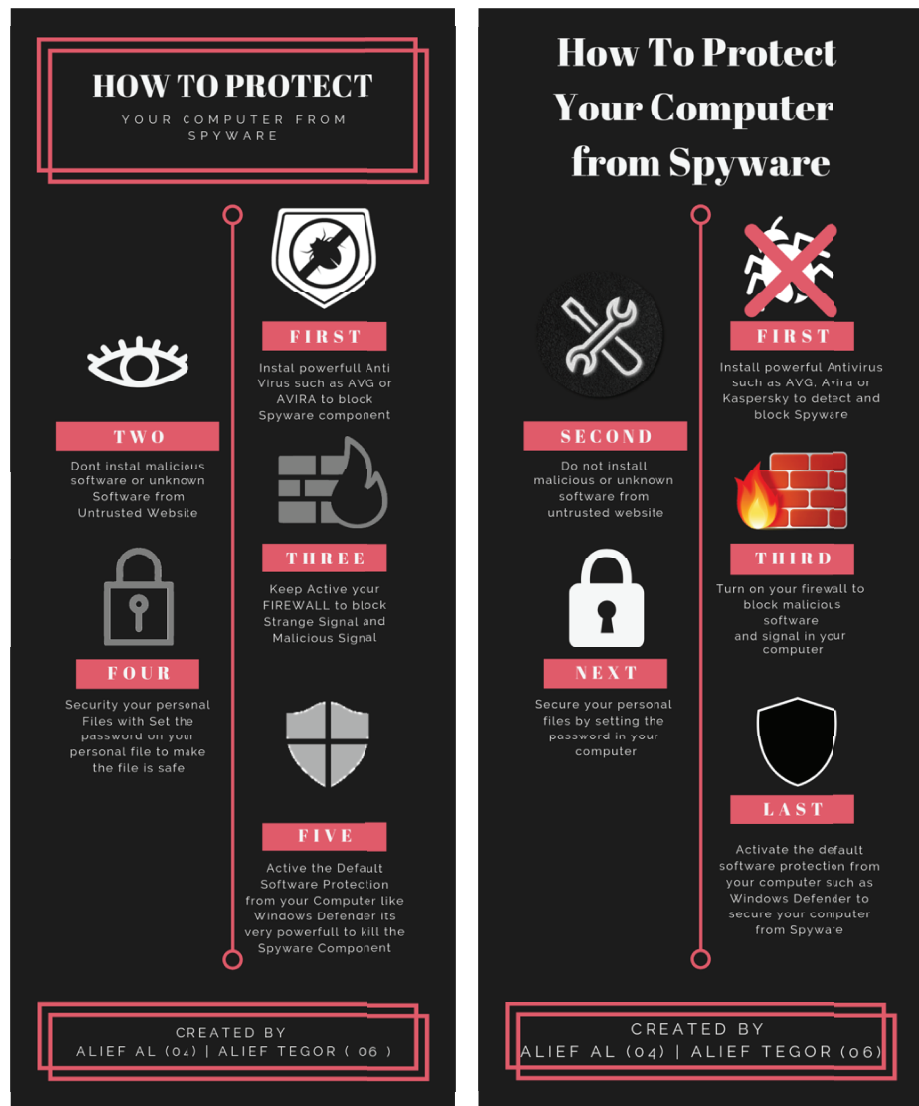 HOW TO PROTECT
YOUR COMPUTER FROM
SPYWARE
FIRST
Instal powerfull Anti
Virus such as AVG or
AVIRA to block
Spyware component
TWO
Dont instal malicious
software or unknown
Software from
Untrusted Website
THREE
Keep Active your
FIREWALL to block
Strange Signal and
Malicious Signal
FOUR
Security your personal
Files with Set the
password on your
personal file to make
the file is safe
FIVE
Active the Default
Software Protection
from your Computer like
Windows Defender its
very powerfull to kill the
Spyware Component
CREATED BY
ALIEF AL (04) | ALIEF TEGOR ( 06 )
How To Protect
Your Computer
from Spyware
FIRST
Install powerful Antivirus
such as AVG, Avira or
Kaspersky to detect and
block Spyware
SECOND
Do not install
malicious or unknown
software from
untrusted website
THIRD
Turn on your firewall to
block malicious
software
and signal in your
computer
NEXT
Secure your personal
files by setting the
password in your
computer
LAST
Activate the default
software protection from
your computer such as
Windows Defender to
secure your computer
from Spyware
CREATED BY
ALIEF AL (04) | ALIEF TEGOR (06)